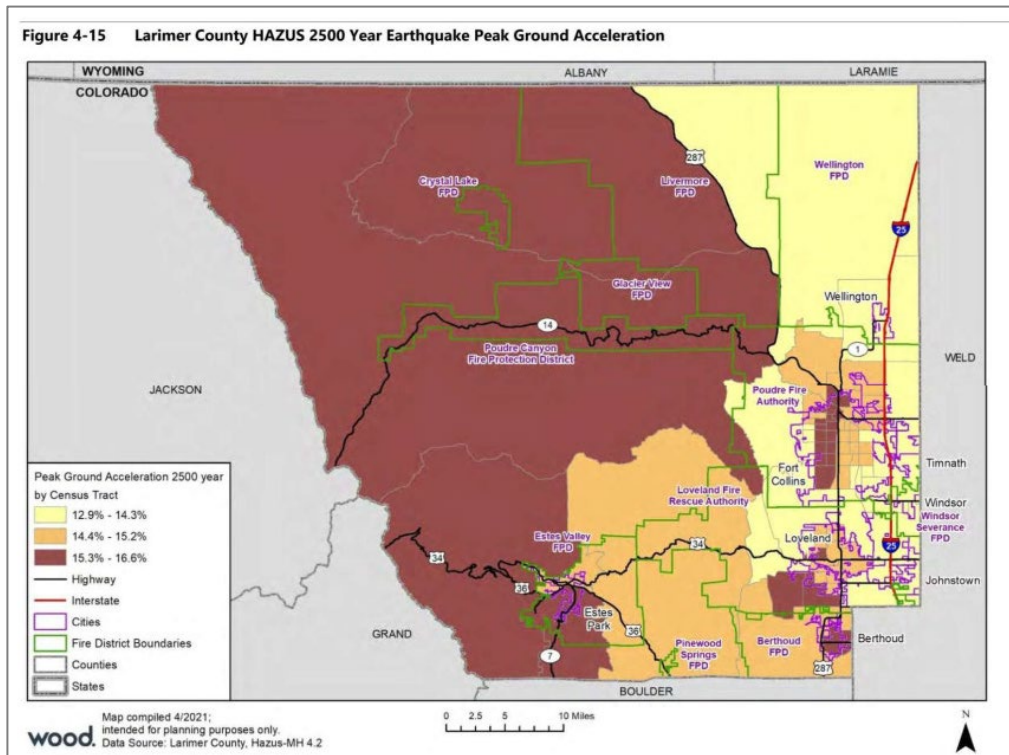 Figure 4-15 Larimer County HAZUS 2500 Year Earthquake Peak Ground Acceleration
WYOMING
ALBANY
LARAMIE
COLORADO
287
Wellington
FPD
Crystal Lake
FPD
Livermore
FPD
25
Glacier View
FPD
Wellington
14
Poudre Canyon
Fire Protection District
1
WELD
JACKSON
Poudre Fire
Authority
Peak Ground Acceleration 2500 year
by Census Tract
12.9% - 14.3%
14.4% - 15.2%
15.3% - 16.6%
Highway
Interstate
Cities
Fire District Boundaries
Counties
States
Fort
Collins
Timnath
Loveland Fire
Rescue Authority
Windsor
Windsor
Severance
FPD
Estes Valley
FPD
34
Loveland
25
34
36
Johnstown
Estes
Park
GRAND
36
7
Pinewood
Springs
FPD
Berthoud
FPD
Berthoud
287
BOULDER
wood.
Map compiled 4/2021;
intended for planning purposes only.
Data Source: Larimer County, Hazus-MH 4.2
0 2.5 5 10 Miles
N